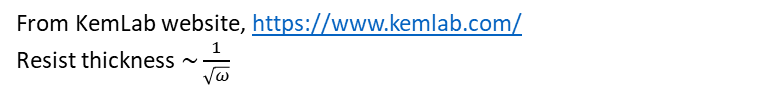 From KemLab website, https://www.kemlab.com/
Resist thickness ~ 1/√ω